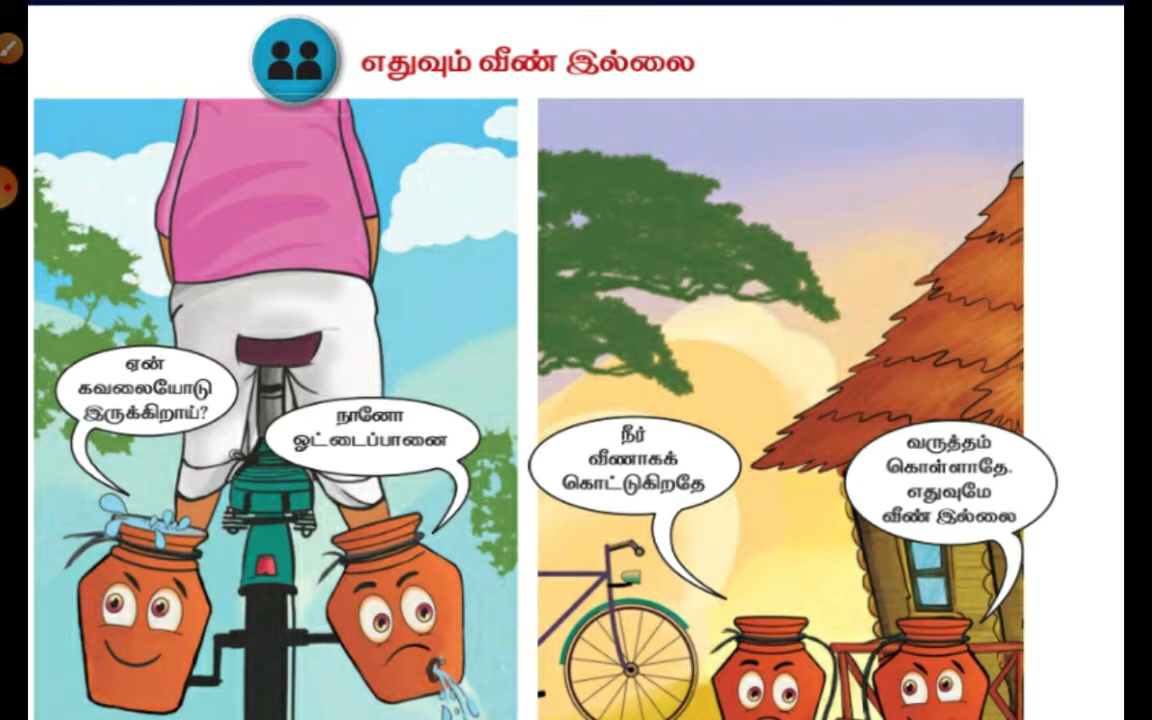 எதுவும் வீண் இல்லை
ஏன்
கவலையோடு
இருக்கிறாய்?
நானோ
ஓட்டைப்பானை
நீர்
வீணாகக்
கொட்டுகிறதே
வருத்தம்
கொள்ளாதே.
எதுவுமே
வீண் இல்லை